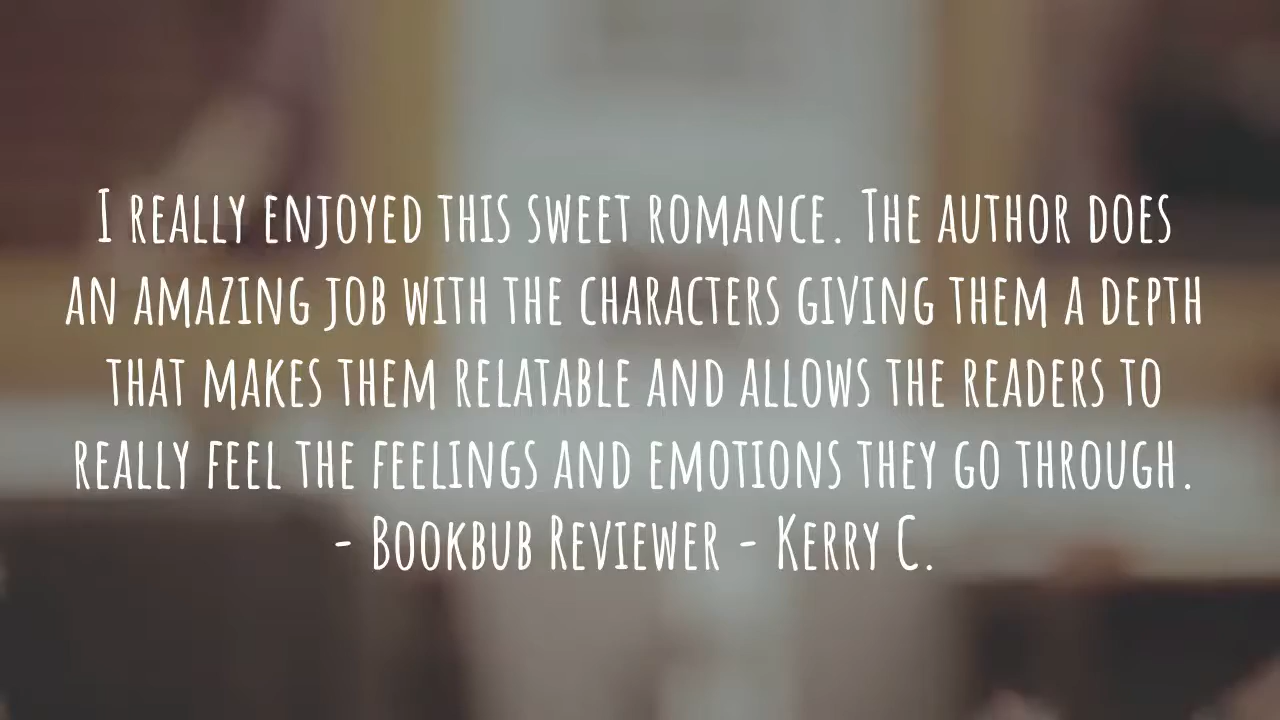 I really enjoyed this sweet romance. The author does
an amazing job with the characters giving them a depth
that makes them relatable and allows the readers to
really feel the feelings and emotions they go through.
- Bookbub Reviewer - Kerry C.